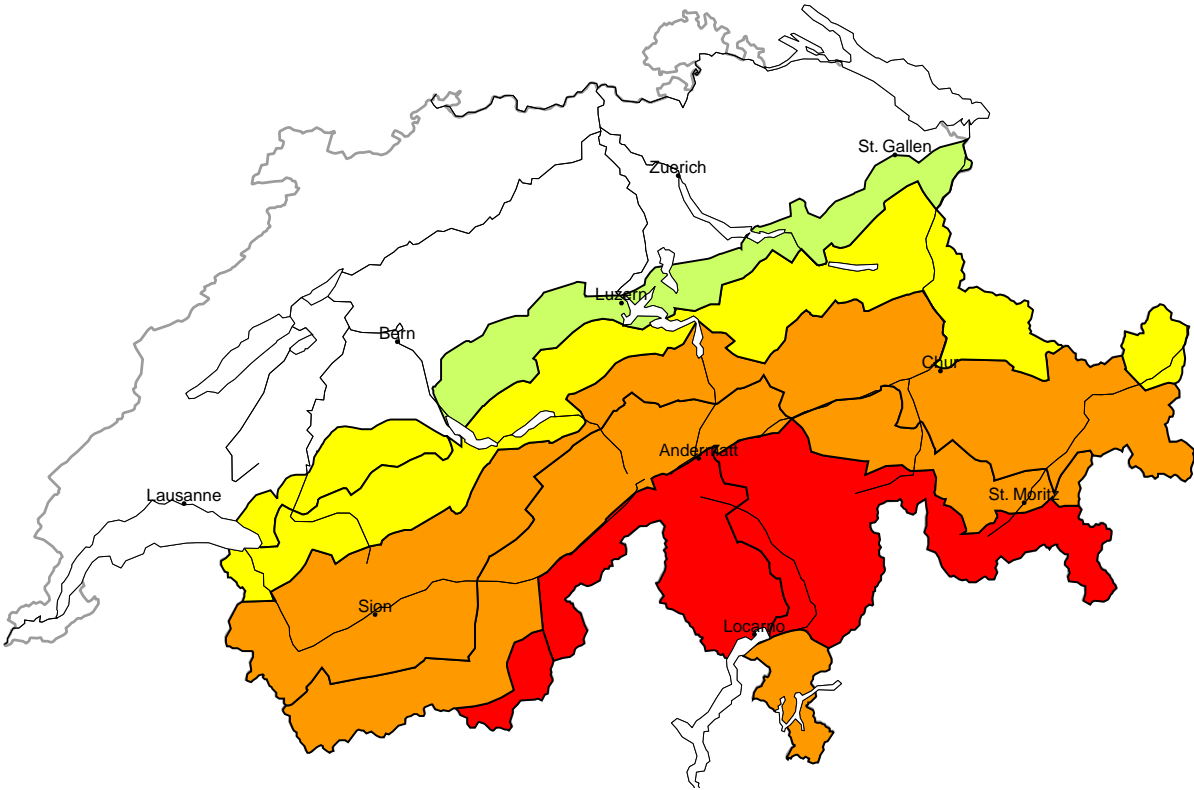 St. Gallen
Zuerich
Luzern
Bern
Chur
Andermatt
Lausanne
St. Moritz
Sion
Locarno